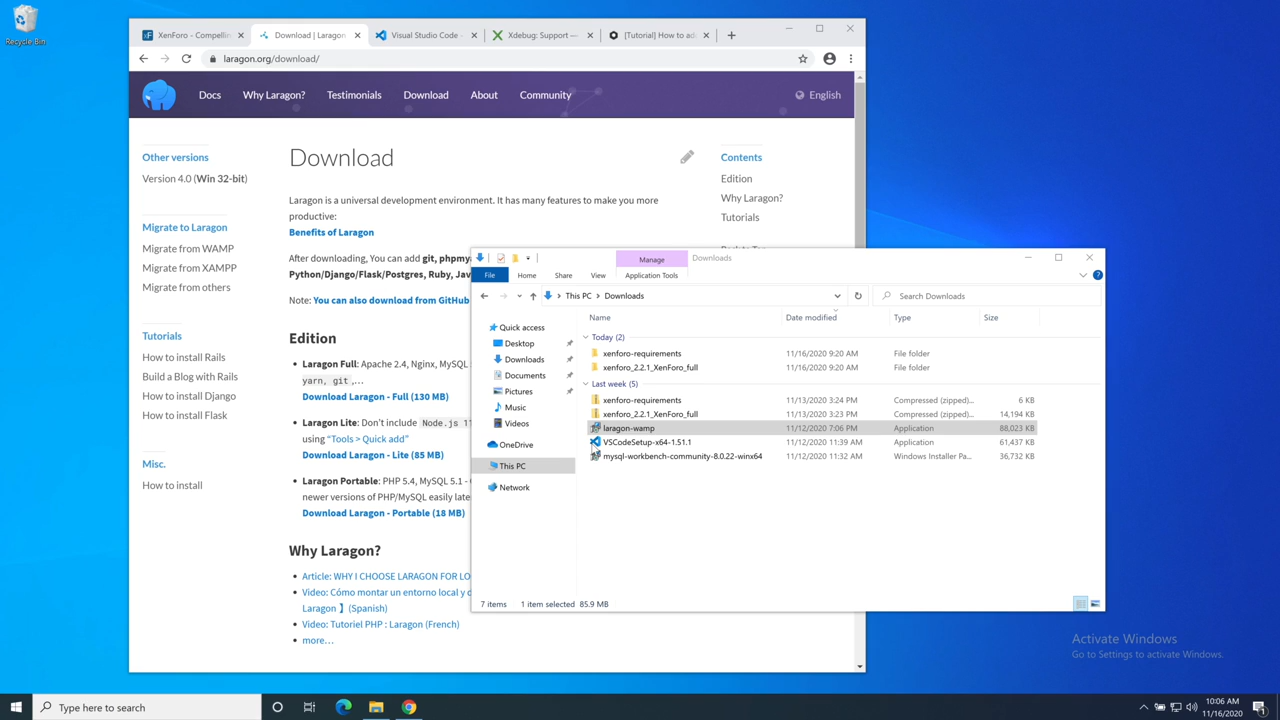 Recycle Bin
XenForo - Compellin
Download | Laragon
Visual Studio Code -
Xdebug: Support —
[Tutorial] How to ad
laragon.org/download/
Docs
Why Laragon?
Testimonials
Download
About
Community
English
Other versions
Version 4.0 (Win 32-bit)
Migrate to Laragon
Migrate from WAMP
Migrate from XAMPP
Migrate from others
Tutorials
How to install Rails
Build a Blog with Rails
How to install Django
How to install Flask
Misc.
How to install
Download
Laragon is a universal development environment. It has many features to make you more
productive:
Benefits of Laragon
After downloading, You can add git, phpmy
Python/Django/Flask/Postgres, Ruby, Jav
Note: You can also download from GitHub
Edition
Laragon Full: Apache 2.4, Nginx, MySQL 5
yarn, git ,…
Download Laragon - Full (130 MB)
Laragon Lite: Don't include Node.js 11
using "Tools > Quick add"
Download Laragon - Lite (85 MB)
Laragon Portable: PHP 5.4, MySQL 5.1 -
newer versions of PHP/MySQL easily late
Download Laragon - Portable (18 MB)
Why Laragon?
Article: WHY I CHOOSE LARAGON FOR LO
Video: Cómo montar un entorno local y d
Laragon 】(Spanish)
Video: Tutoriel PHP : Laragon (French)
more…
Contents
Edition
Why Laragon?
Tutorials
Manage
Downloads
File
Home
Share
View
Application Tools
This PC
Downloads
Search Downloads
Quick access
Desktop
Downloads
Documents
Pictures
Music
Videos
OneDrive
This PC
Network
Name
Date modified
Type
Size
Today (2)
xenforo-requirements 11/16/2020 9:20 AM File folder
xenforo_2.2.1_XenForo_full 11/16/2020 9:20 AM File folder
Last week (5)
xenforo-requirements 11/13/2020 3:24 PM Compressed (zipped)... 6 KB
xenforo_2.2.1_XenForo_full 11/13/2020 3:23 PM Compressed (zipped)... 14,194 KB
laragon-wamp 11/12/2020 7:06 PM Application 88,023 KB
VSCodeSetup-x64-1.51.1 11/12/2020 11:39 AM Application 61,437 KB
mysql-workbench-community-8.0.22-winx64 11/12/2020 11:32 AM Windows Installer Pa... 36,732 KB
7 items
1 item selected 85.9 MB
Activate Windows
Go to Settings to activate Windows.
Type here to search
10:06 AM
11/16/2020
1